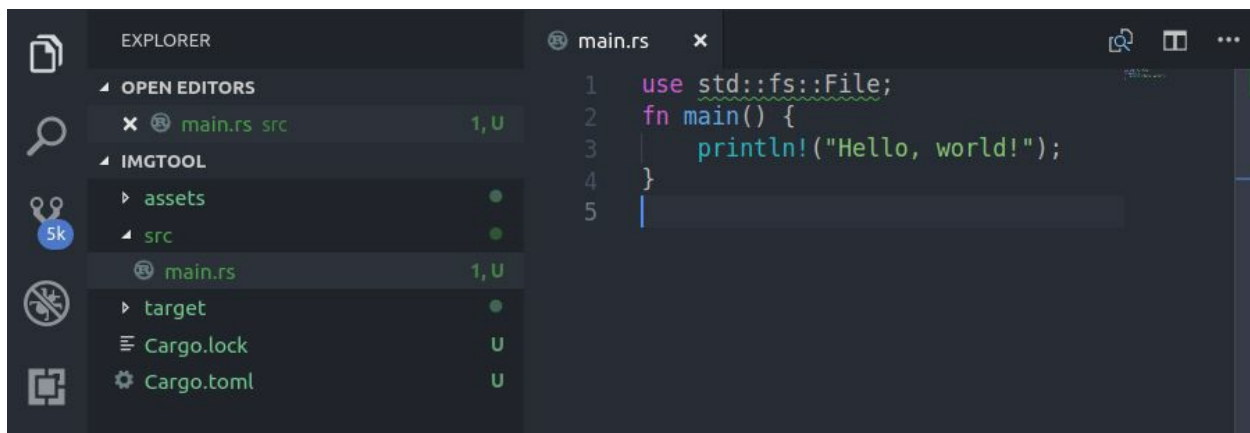 EXPLORER
OPEN EDITORS
main.rs src 1, U
IMGTOOL
assets
src
main.rs 1, U
target
Cargo.lock U
Cargo.toml U
5k
main.rs
1 use std::fs::File;
2 fn main() {
3 println!("Hello, world!");
4 }
5